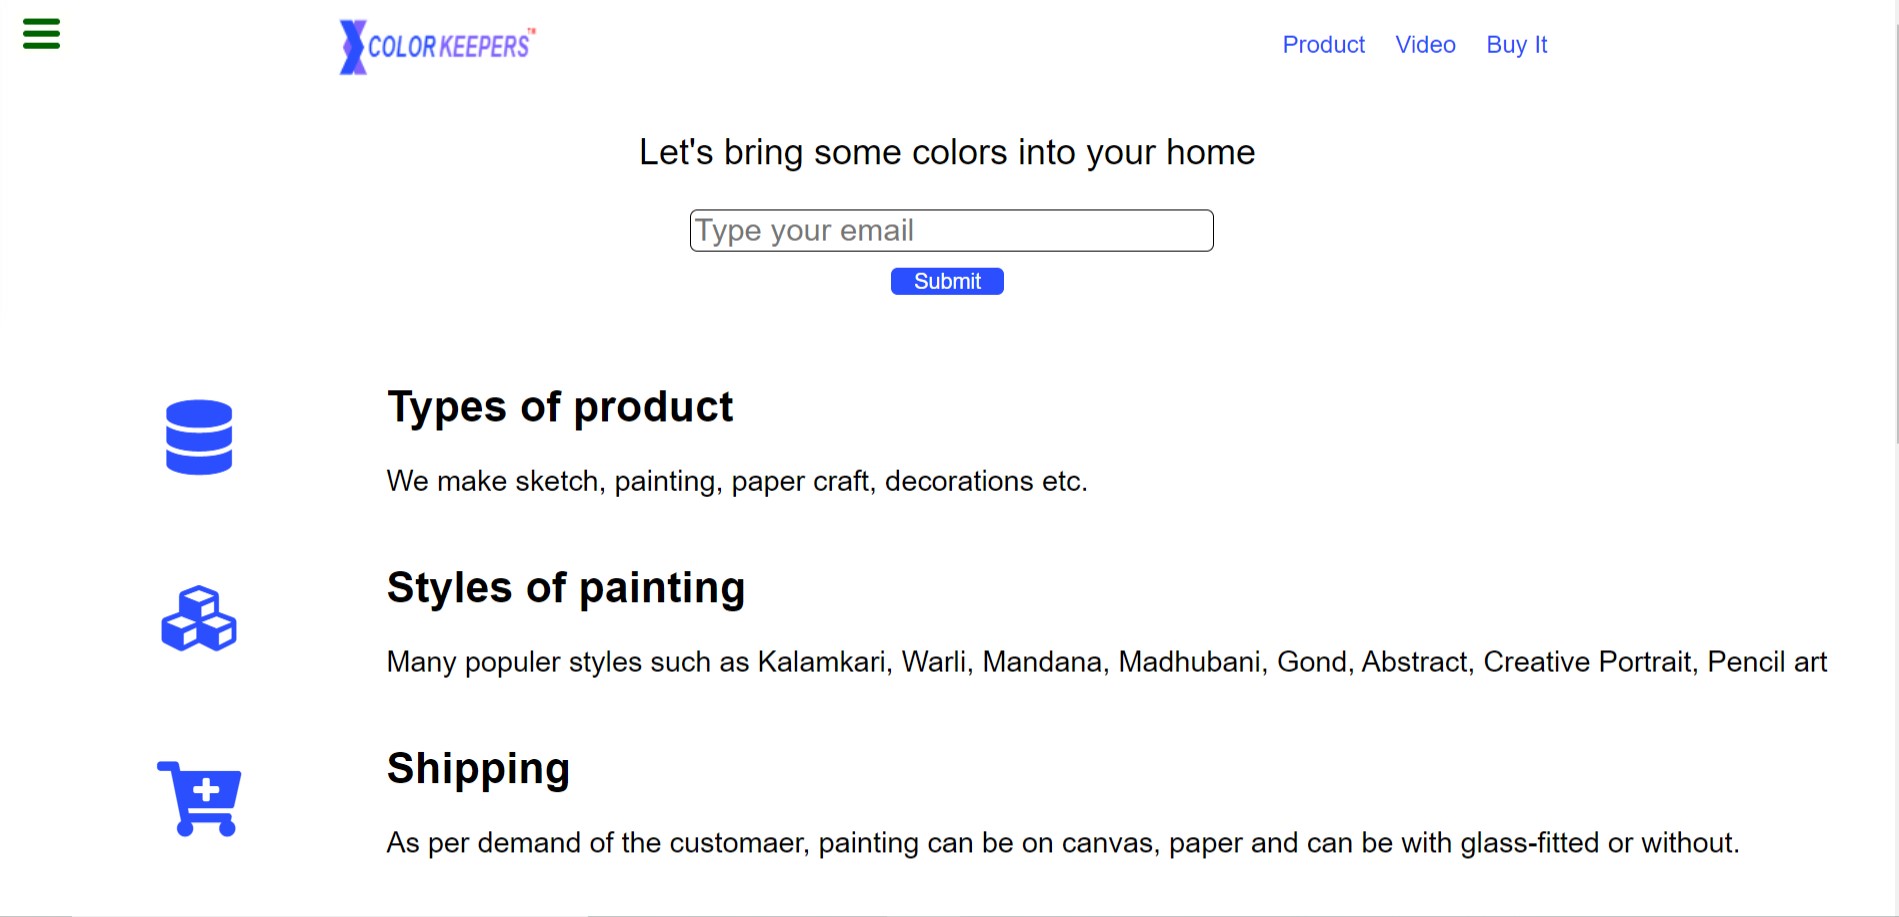 COLOR KEEPERS™
Product Video Buy It
Let's bring some colors into your home
Type your email
Submit
Types of product
We make sketch, painting, paper craft, decorations etc.
Styles of painting
Many populer styles such as Kalamkari, Warli, Mandana, Madhubani, Gond, Abstract, Creative Portrait, Pencil art
Shipping
As per demand of the customaer, painting can be on canvas, paper and can be with glass-fitted or without.